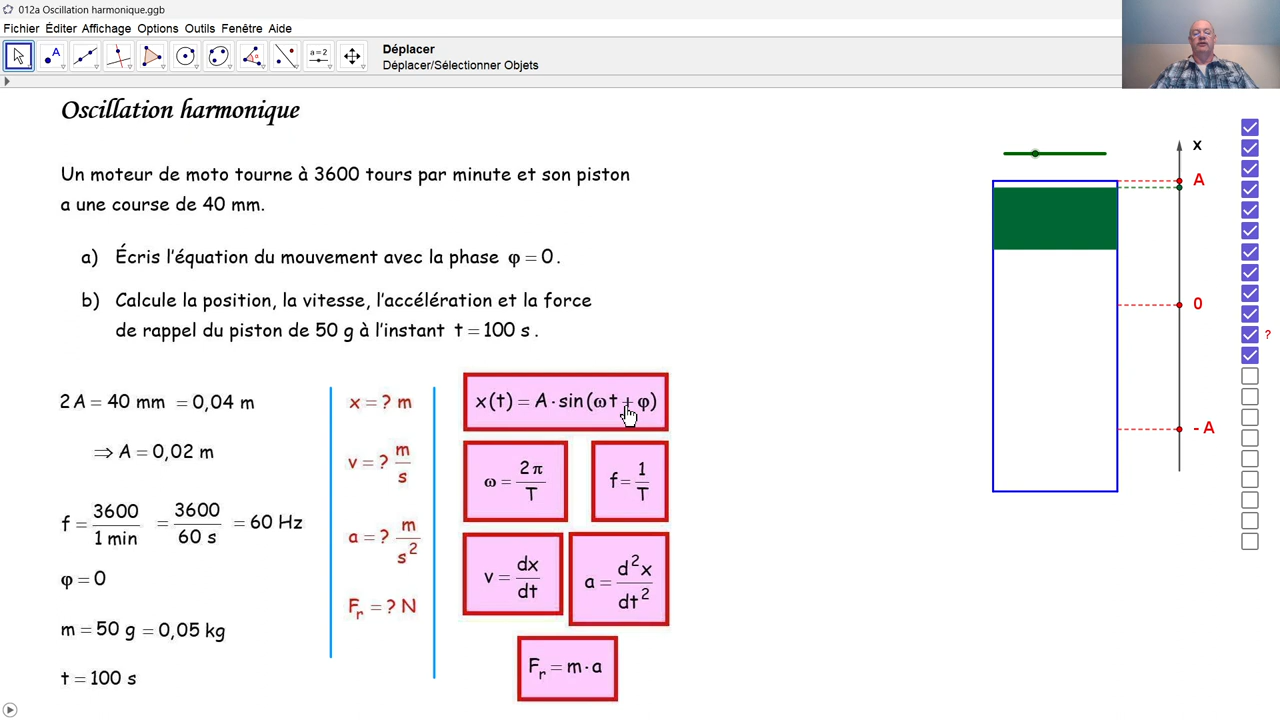 012a Oscillation harmonique.ggb
Fichier Éditer Affichage Options Outils Fenêtre Aide
A
a=2
Déplacer
Déplacer/Sélectionner Objets
Oscillation harmonique
Un moteur de moto tourne à 3600 tours par minute et son piston
a une course de 40 mm.
a) Écris l'équation du mouvement avec la phase φ = 0.
b) Calcule la position, la vitesse, l'accélération et la force
de rappel du piston de 50 g à l'instant t = 100 s.
2A = 40 mm = 0,04 m
⇒ A = 0,02 m
f = 3600/1 min = 3600/60 s = 60 Hz
φ = 0
m = 50 g = 0,05 kg
t = 100 s
x = ? m
v = ? m/s
a = ? m/s²
Fr = ? N
x(t) = A·sin(ωt+φ)
ω = 2π/T
f = 1/T
v = dx/dt
a = d²x/dt²
Fr = m·a
x
A
0
- A
?